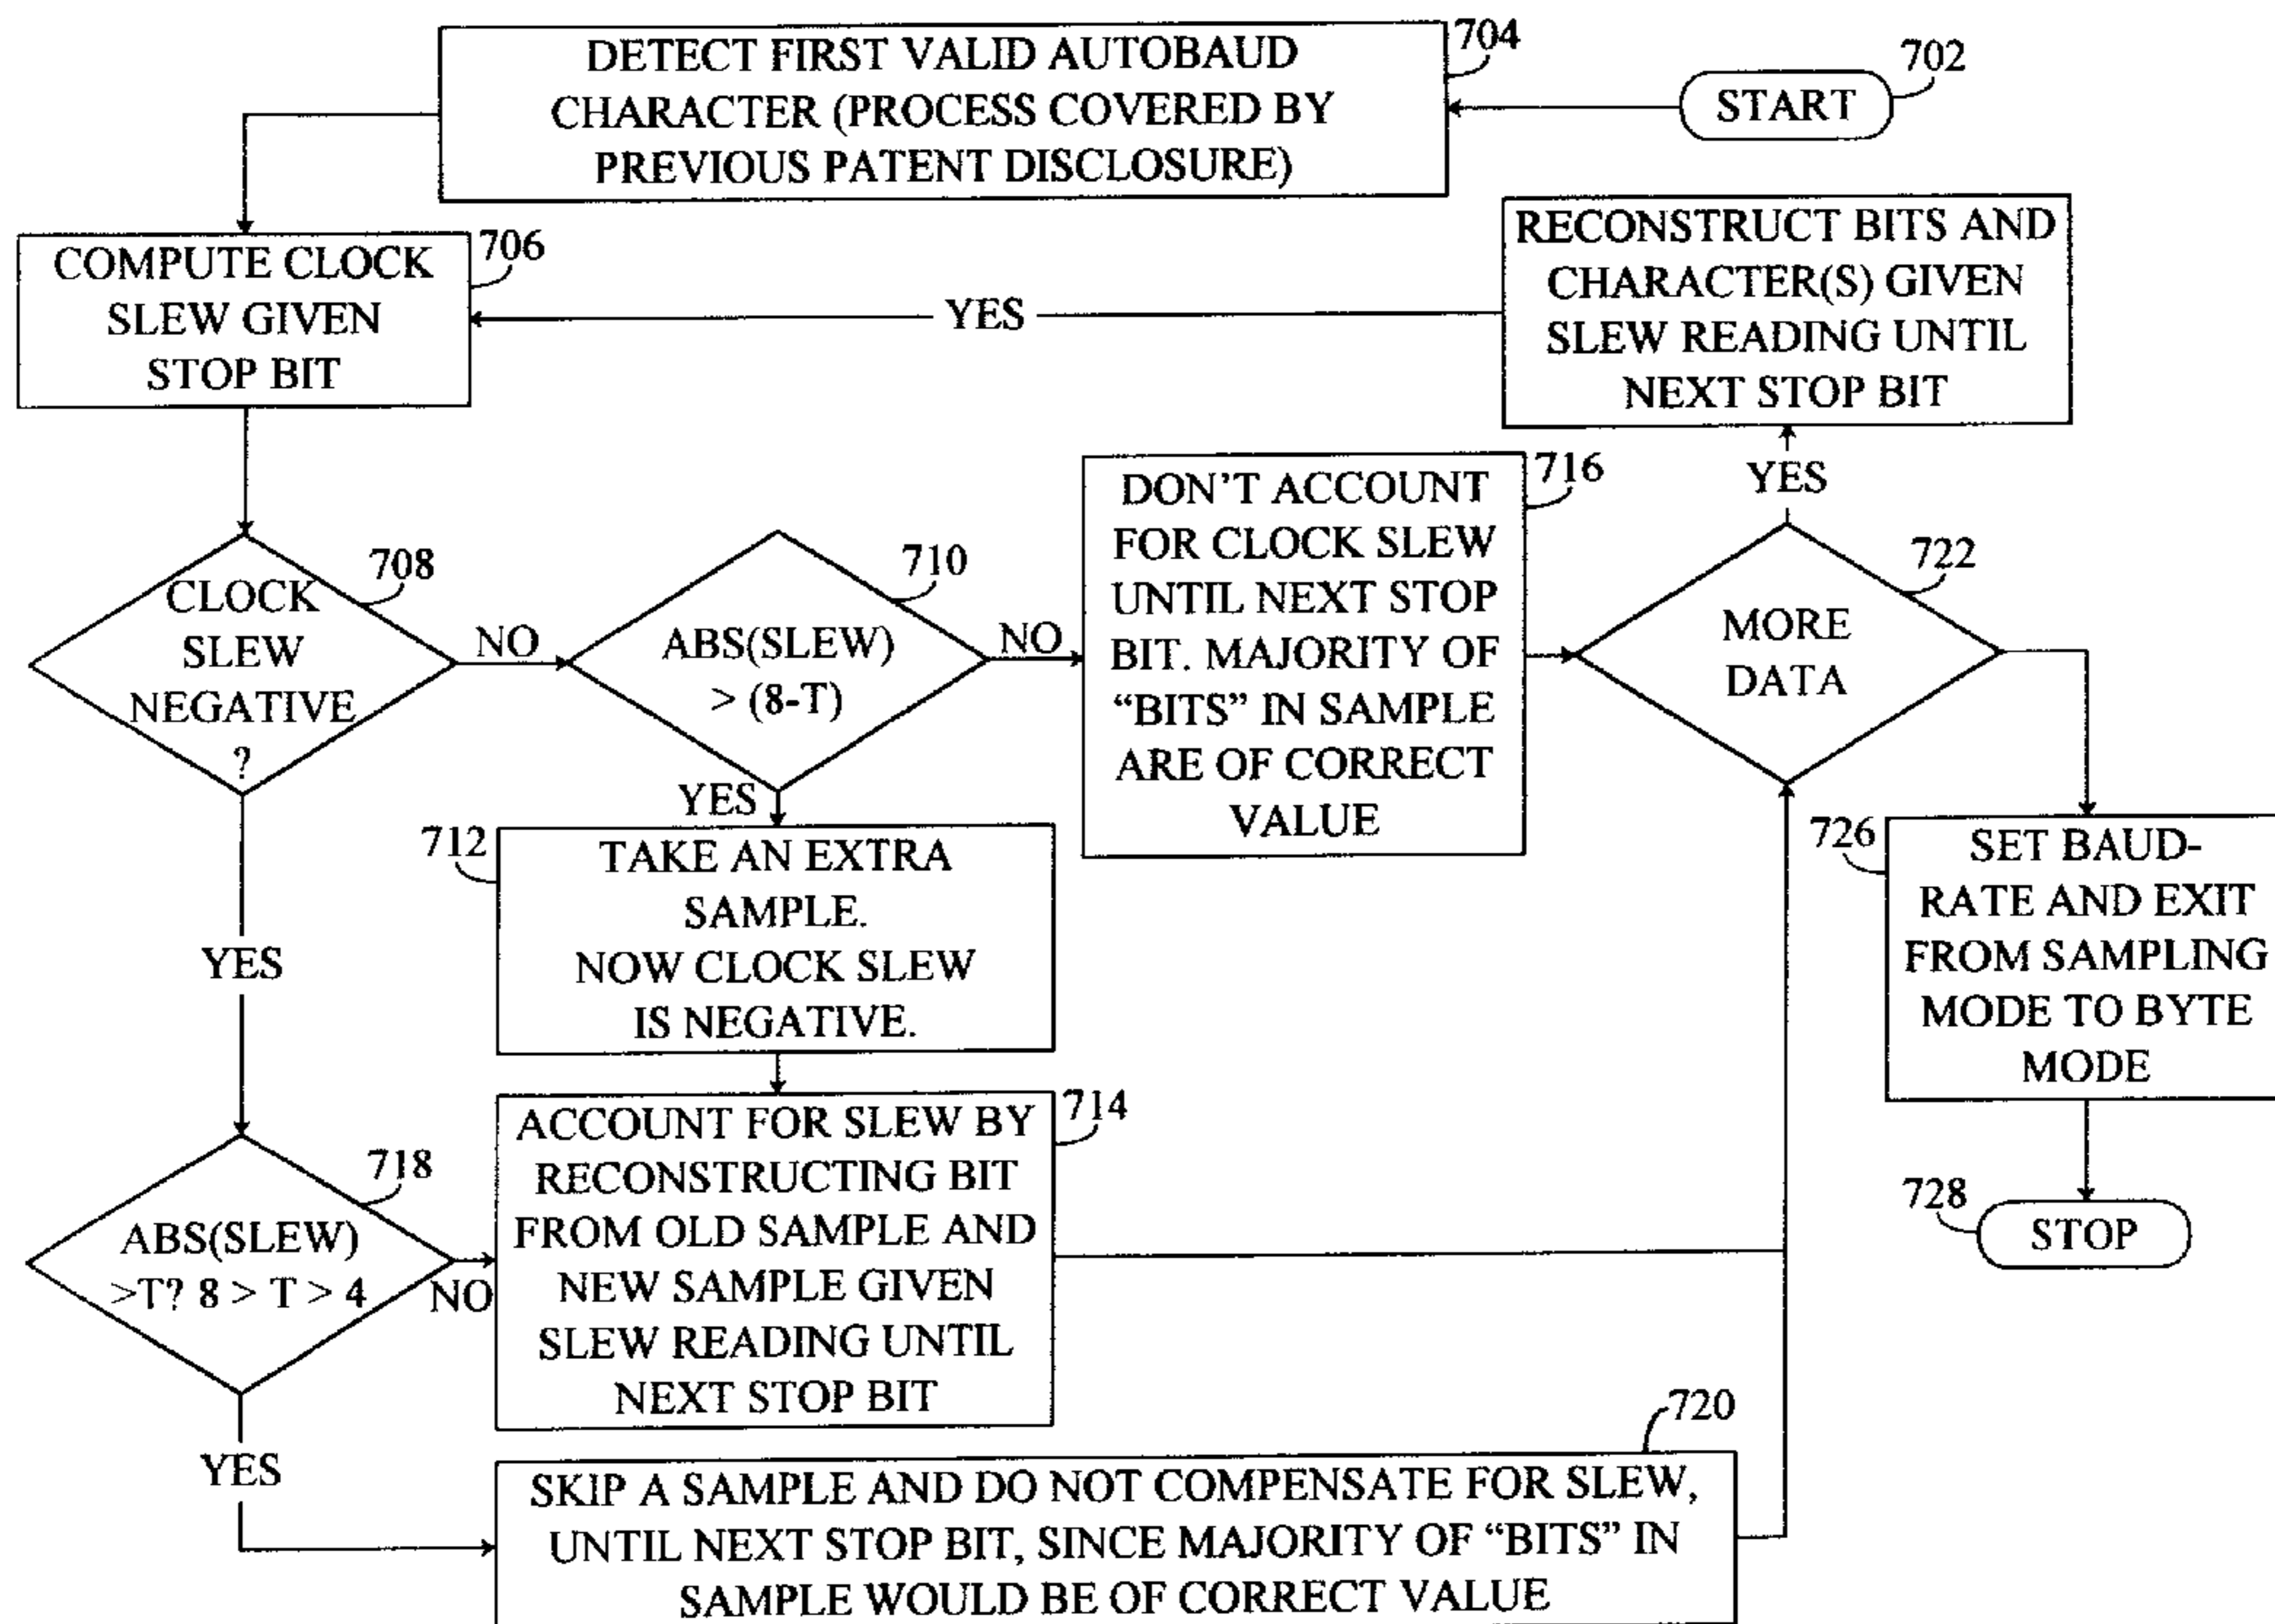 702
START
704
DETECT FIRST VALID AUTOBAUD
CHARACTER (PROCESS COVERED BY
PREVIOUS PATENT DISCLOSURE)
706
COMPUTE CLOCK
SLEW GIVEN
STOP BIT
RECONSTRUCT BITS AND
CHARACTER(S) GIVEN
SLEW READING UNTIL
NEXT STOP BIT
YES
708
CLOCK
SLEW
NEGATIVE
?
NO
710
ABS(SLEW)
> (8-T)
NO
716
DON'T ACCOUNT
FOR CLOCK SLEW
UNTIL NEXT STOP
BIT. MAJORITY OF
“BITS” IN SAMPLE
ARE OF CORRECT
VALUE
YES
722
MORE
DATA
YES
712
TAKE AN EXTRA
SAMPLE.
NOW CLOCK SLEW
IS NEGATIVE.
726
SET BAUD-
RATE AND EXIT
FROM SAMPLING
MODE TO BYTE
MODE
YES
718
ABS(SLEW)
>T? 8 > T > 4
NO
714
ACCOUNT FOR SLEW BY
RECONSTRUCTING BIT
FROM OLD SAMPLE AND
NEW SAMPLE GIVEN
SLEW READING UNTIL
NEXT STOP BIT
728
STOP
YES
720
SKIP A SAMPLE AND DO NOT COMPENSATE FOR SLEW,
UNTIL NEXT STOP BIT, SINCE MAJORITY OF “BITS” IN
SAMPLE WOULD BE OF CORRECT VALUE